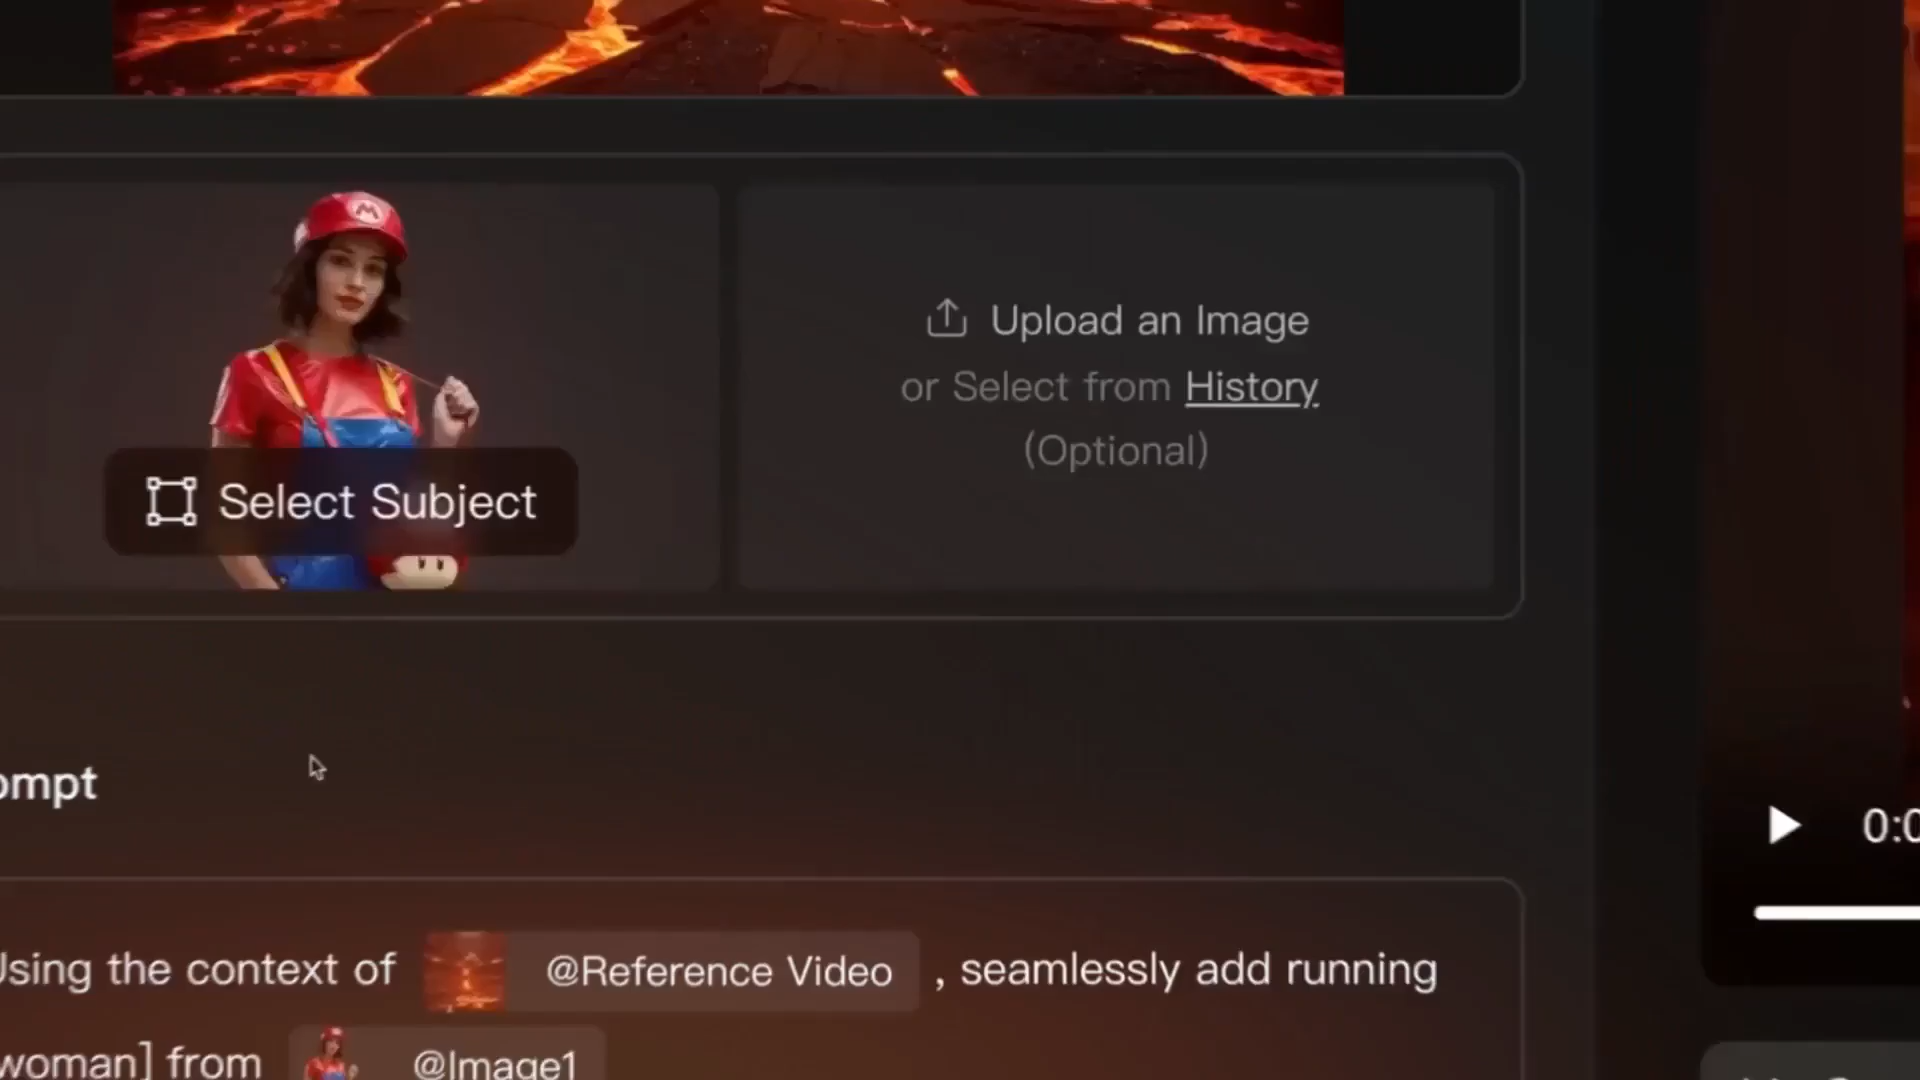 M
Upload an Image
or Select from History
(Optional)
Select Subject
ompt
Using the context of @Reference Video , seamlessly add running
woman] from @Image1
0:0